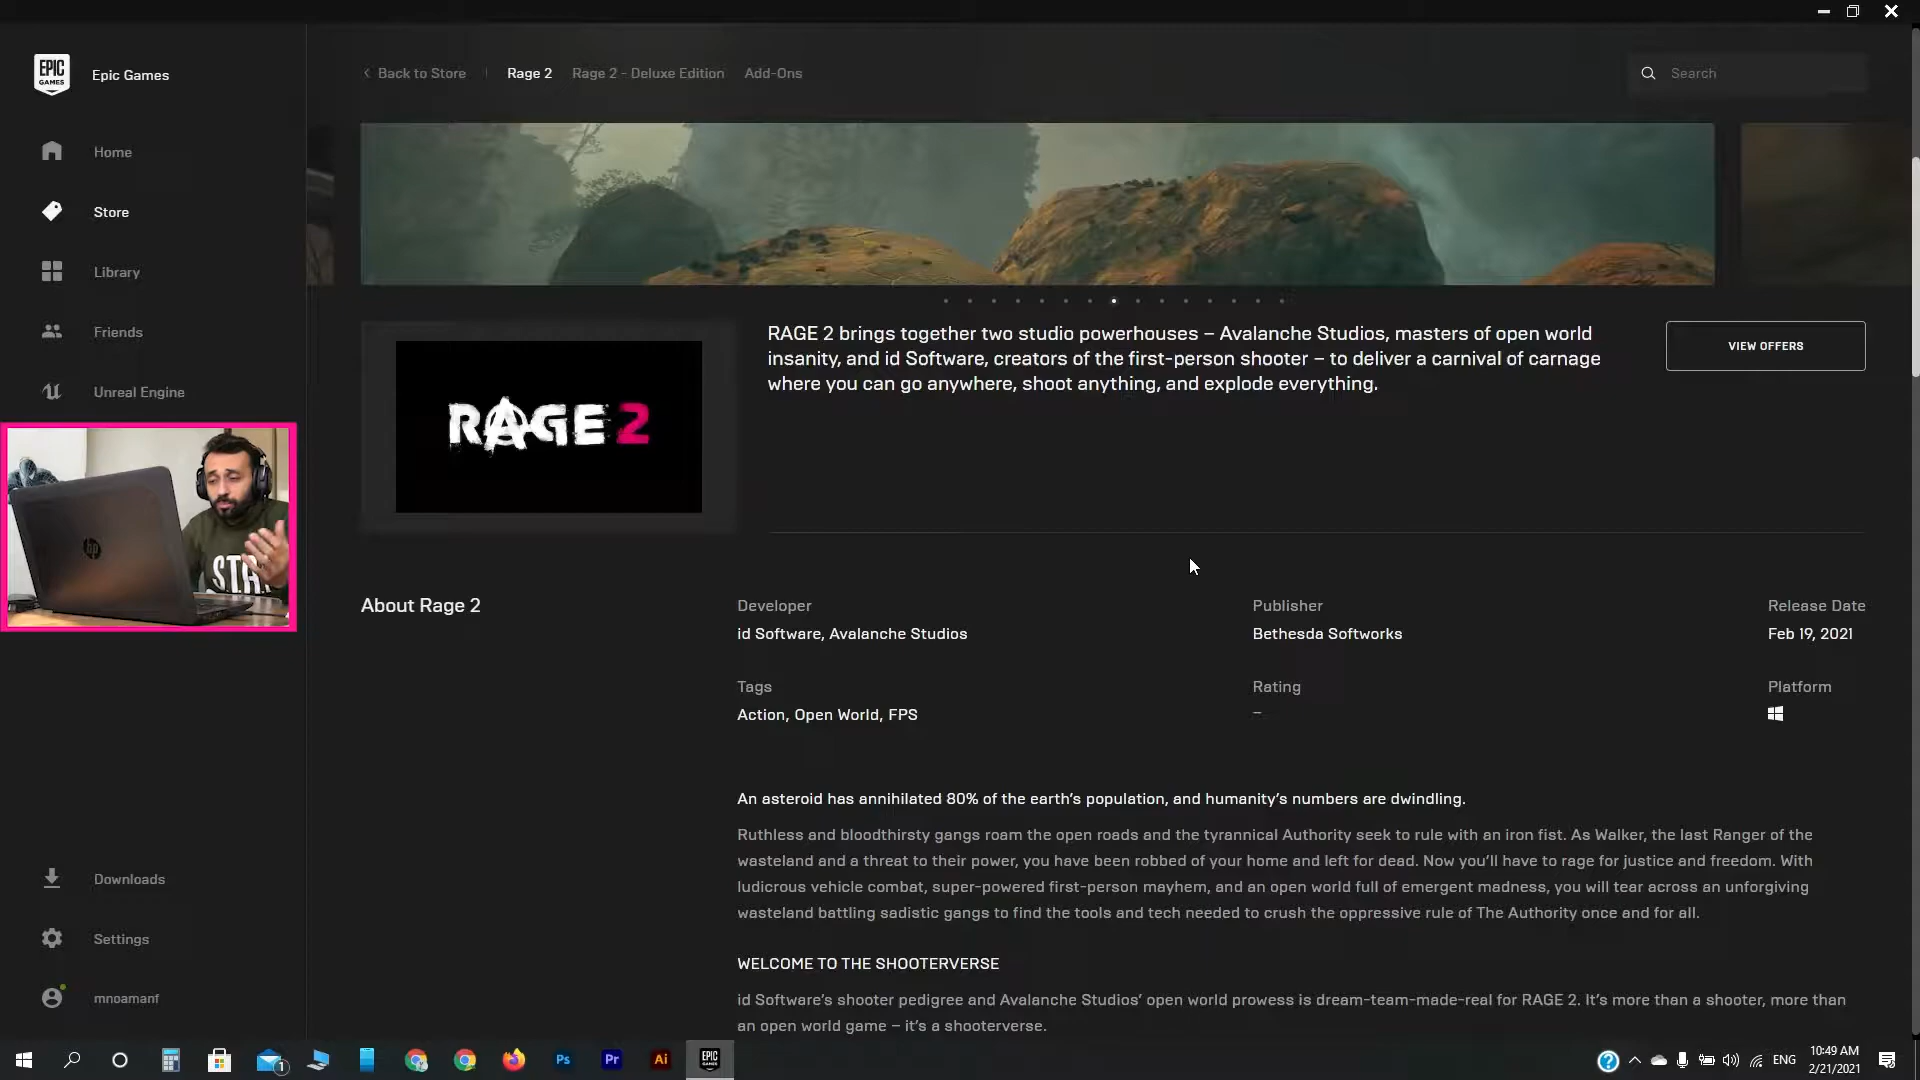 EPIC
GAMES
Epic Games
Back to Store
Rage 2
Rage 2 - Deluxe Edition
Add-Ons
Search
Home
Store
Library
Friends
Unreal Engine
RAGE 2
RAGE 2 brings together two studio powerhouses – Avalanche Studios, masters of open world
insanity, and id Software, creators of the first-person shooter – to deliver a carnival of carnage
where you can go anywhere, shoot anything, and explode everything.
VIEW OFFERS
hp
STA
About Rage 2
Developer
id Software, Avalanche Studios
Publisher
Bethesda Softworks
Release Date
Feb 19, 2021
Tags
Action, Open World, FPS
Rating
–
Platform
An asteroid has annihilated 80% of the earth's population, and humanity's numbers are dwindling.
Ruthless and bloodthirsty gangs roam the open roads and the tyrannical Authority seek to rule with an iron fist. As Walker, the last Ranger of the
wasteland and a threat to their power, you have been robbed of your home and left for dead. Now you'll have to rage for justice and freedom. With
ludicrous vehicle combat, super-powered first-person mayhem, and an open world full of emergent madness, you will tear across an unforgiving
wasteland battling sadistic gangs to find the tools and tech needed to crush the oppressive rule of The Authority once and for all.
WELCOME TO THE SHOOTERVERSE
id Software's shooter pedigree and Avalanche Studios' open world prowess is dream-team-made-real for RAGE 2. It's more than a shooter, more than
an open world game – it's a shooterverse.
Downloads
Settings
mnoamanf
1
Ps
Pr
Ai
EPIC
GAMES
ENG
10:49 AM
2/21/2021